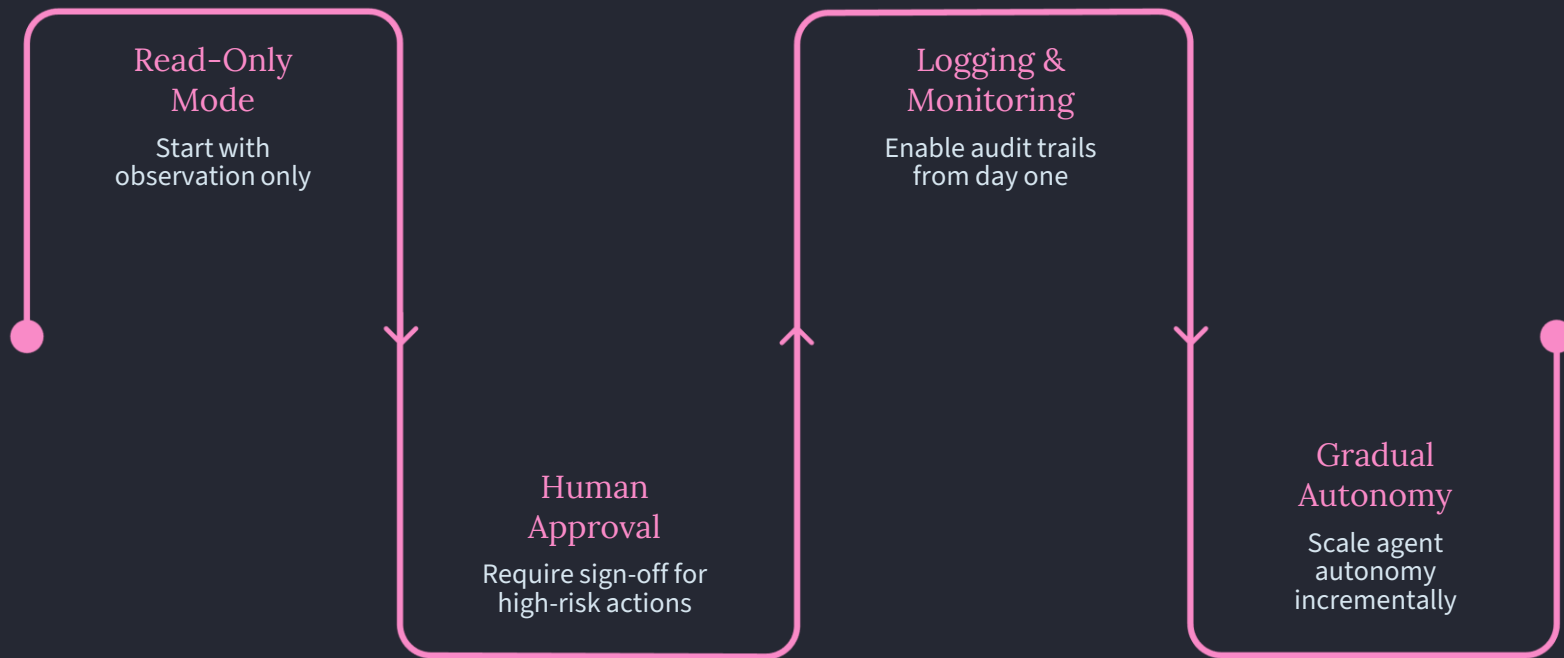 Read-Only
Mode
Start with
observation only
Human
Approval
Require sign-off for
high-risk actions
Logging &
Monitoring
Enable audit trails
from day one
Gradual
Autonomy
Scale agent
autonomy
incrementally